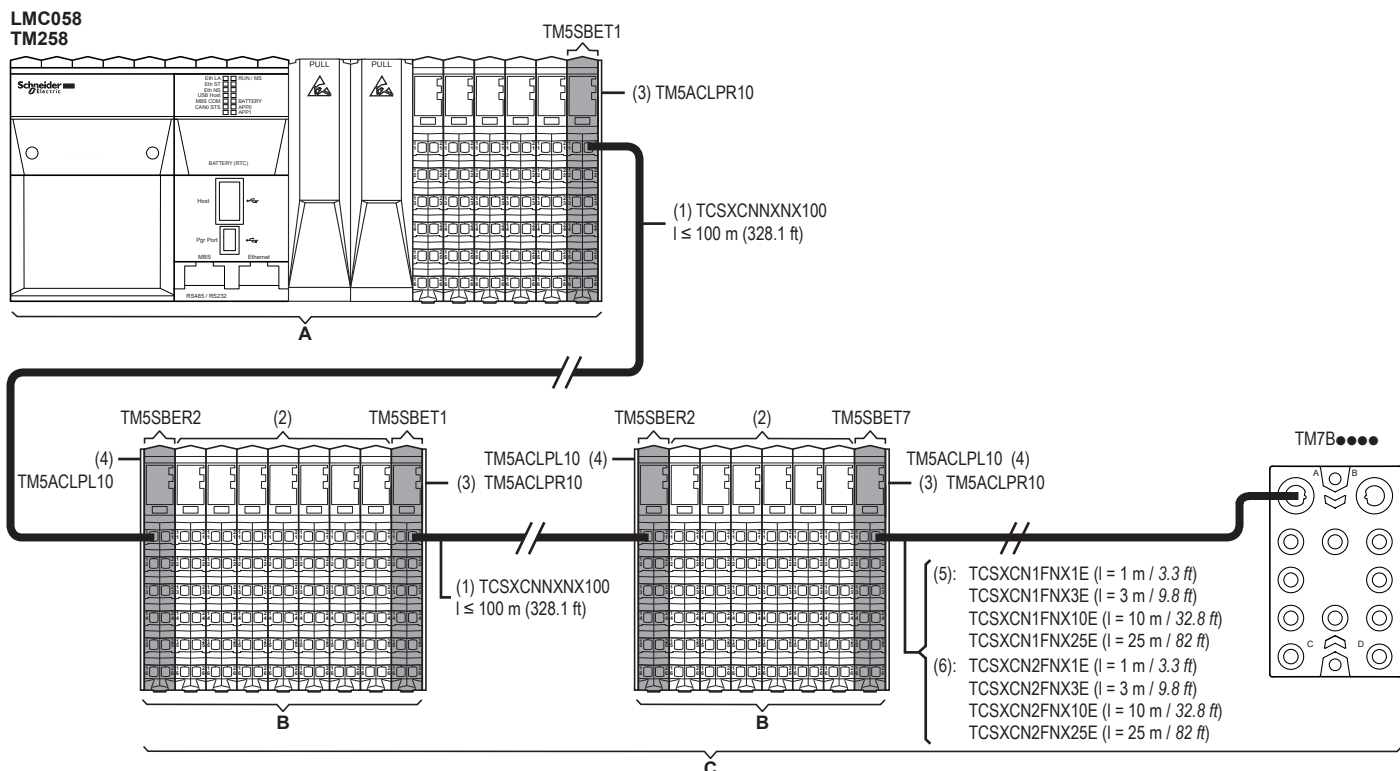 LMC058
TM258
TM5SBET1
PULL
PULL
Schneider
Electric
Eth LA RUN / MS
Eth ST
Eth NS
USB Host
MBS COM BATTERY
CAN0 STS APP0
APP1
(3) TM5ACLPR10
BATTERY (RTC)
Host
Pgr Port
MBS Ethernet
RS485 / RS232
(1) TCSXCNNXNX100
l ≤ 100 m (328.1 ft)
A
TM5SBER2
(2)
TM5SBET1
TM5SBER2
(2)
TM5SBET7
TM7B●●●●
(4)
TM5ACLPL10
TM5ACLPL10 (4)
(3) TM5ACLPR10
TM5ACLPL10 (4)
(3) TM5ACLPR10
A B
C D
(1) TCSXCNNXNX100
l ≤ 100 m (328.1 ft)
(5): TCSXCN1FNX1E (l = 1 m / 3.3 ft)
TCSXCN1FNX3E (l = 3 m / 9.8 ft)
TCSXCN1FNX10E (l = 10 m / 32.8 ft)
TCSXCN1FNX25E (l = 25 m / 82 ft)
(6): TCSXCN2FNX1E (l = 1 m / 3.3 ft)
TCSXCN2FNX3E (l = 3 m / 9.8 ft)
TCSXCN2FNX10E (l = 10 m / 32.8 ft)
TCSXCN2FNX25E (l = 25 m / 82 ft)
B
B
C